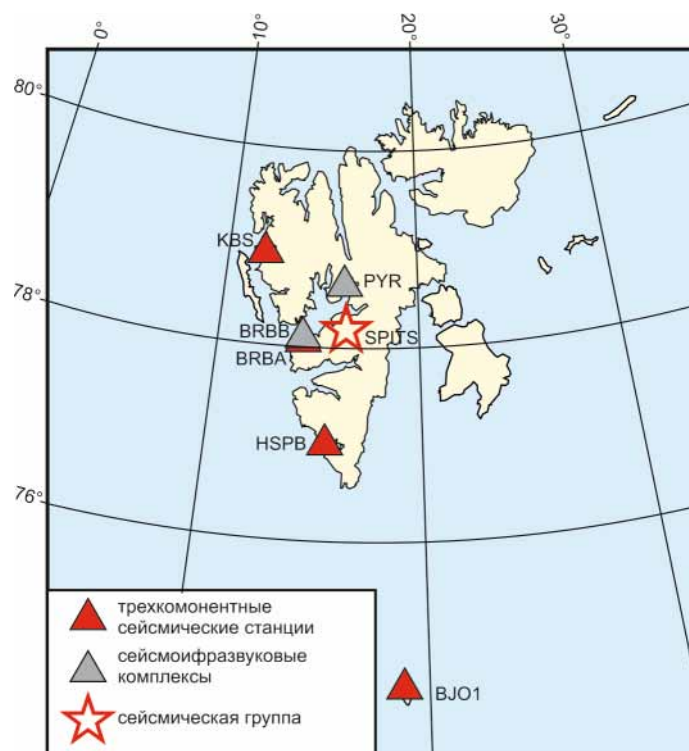 0°
10°
20°
30°
80°
KBS
PYR
78°
BRBB
SPITS
BRBA
HSPB
76°
трехкомонентные
сейсмические станции
сейсмоифразвуковые
комплексы
BJO1
сейсмическая группа